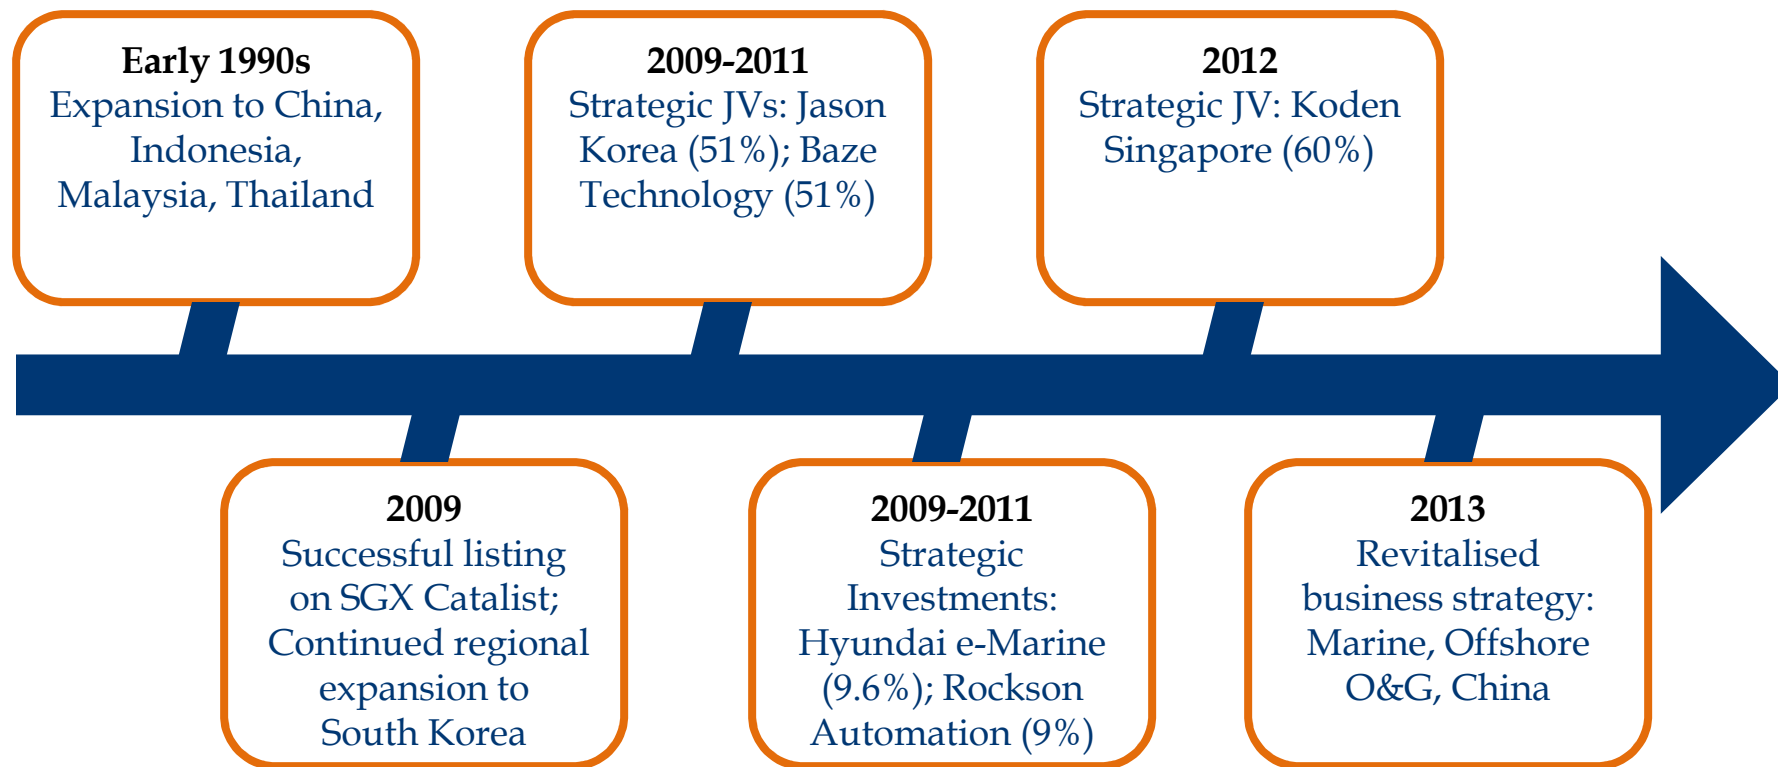 Early 1990s
Expansion to China,
Indonesia,
Malaysia, Thailand
2009-2011
Strategic JVs: Jason
Korea (51%); Baze
Technology (51%)
2012
Strategic JV: Koden
Singapore (60%)
2009
Successful listing
on SGX Catalist;
Continued regional
expansion to
South Korea
2009-2011
Strategic
Investments:
Hyundai e-Marine
(9.6%); Rockson
Automation (9%)
2013
Revitalised
business strategy:
Marine, Offshore
O&G, China